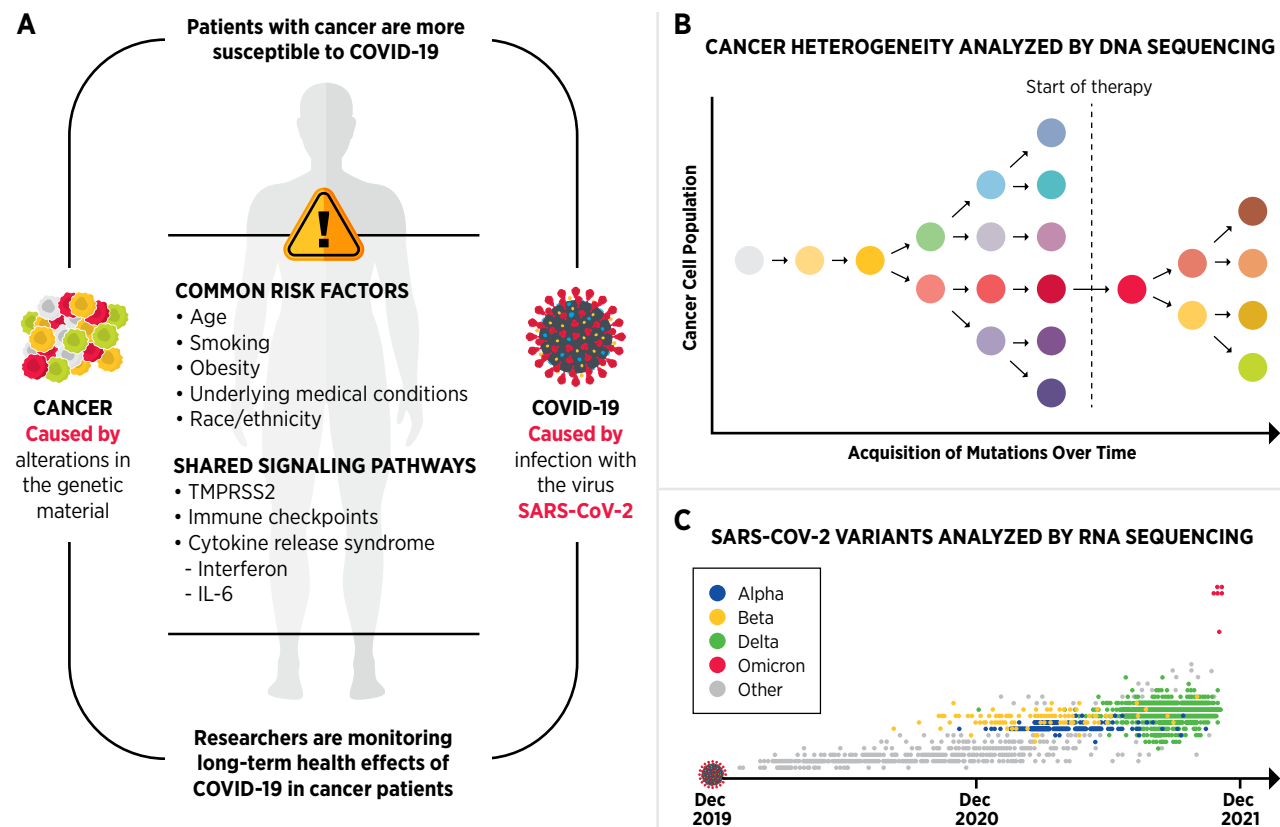 A
Patients with cancer are more
susceptible to COVID-19
!
COMMON RISK FACTORS
• Age
• Smoking
• Obesity
• Underlying medical conditions
• Race/ethnicity
SHARED SIGNALING PATHWAYS
• TMPRSS2
• Immune checkpoints
• Cytokine release syndrome
- Interferon
- IL-6
CANCER
Caused by
alterations in
the genetic
material
COVID-19
Caused by
infection with
the virus
SARS-CoV-2
Researchers are monitoring
long-term health effects of
COVID-19 in cancer patients
B
CANCER HETEROGENEITY ANALYZED BY DNA SEQUENCING
Start of therapy
Cancer Cell Population
Acquisition of Mutations Over Time
C
SARS-COV-2 VARIANTS ANALYZED BY RNA SEQUENCING
Alpha
Beta
Delta
Omicron
Other
Dec
2019
Dec
2020
Dec
2021